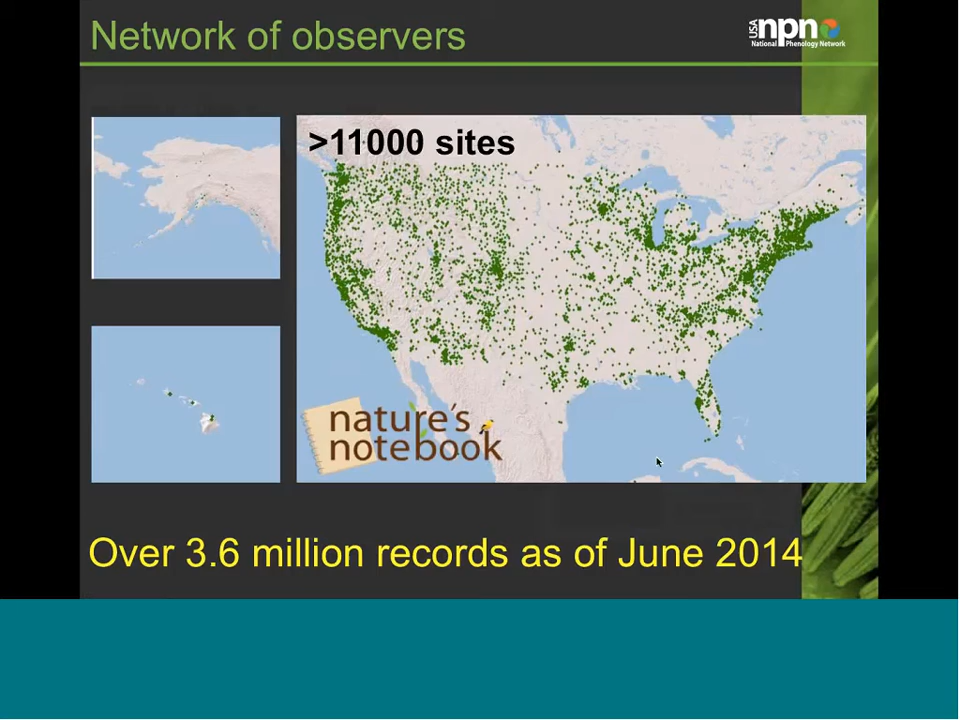 Network of observers
USA npn
National Phenology Network
>11000 sites
nature's
notebook
Over 3.6 million records as of June 2014